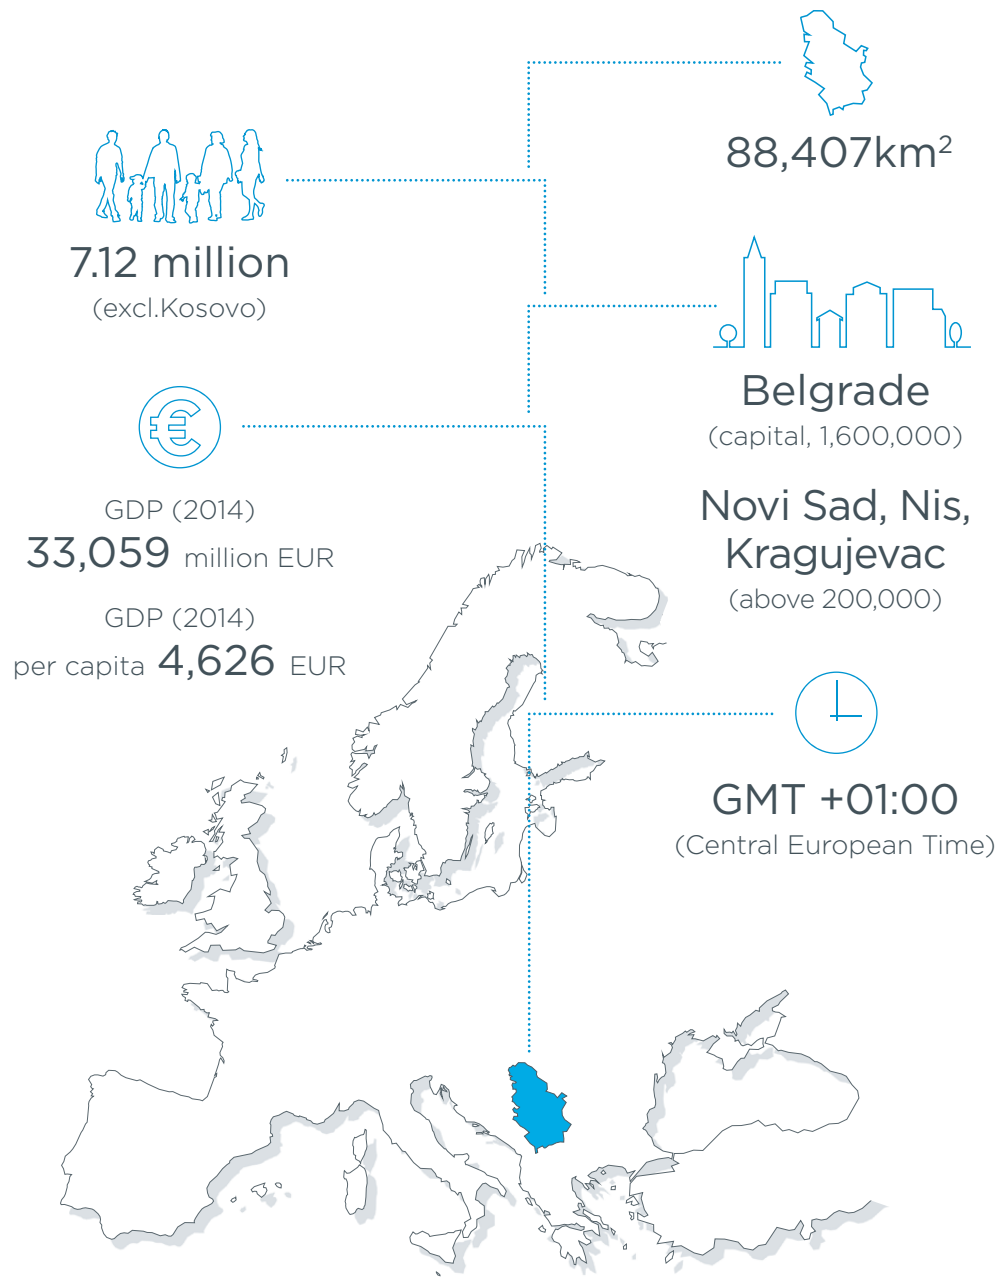 88,407km²
7.12 million
(excl.Kosovo)
Belgrade
(capital, 1,600,000)
Novi Sad, Nis,
Kragujevac
(above 200,000)
GDP (2014)
33,059 million EUR
GDP (2014)
per capita 4,626 EUR
GMT +01:00
(Central European Time)